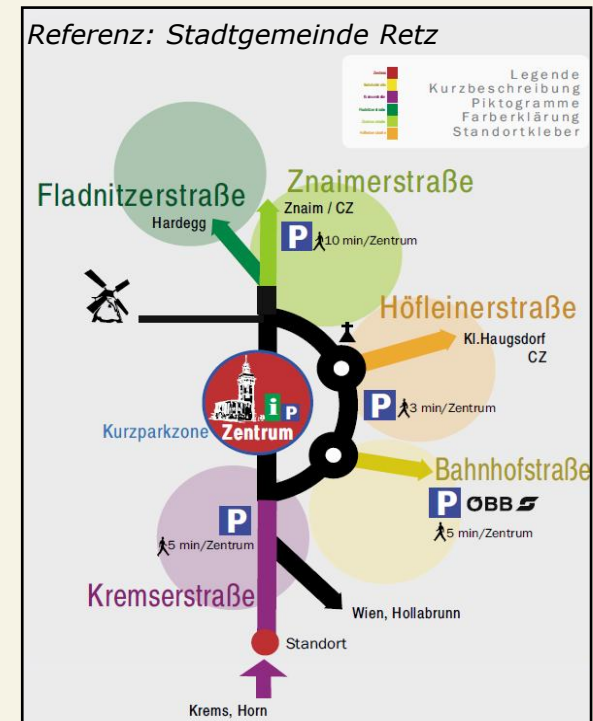 Referenz: Stadtgemeinde Retz
Legende
Kurzbeschreibung
Piktogramme
Farberklärung
Standortkleber
Fladnitzerstraße
Hardegg
Znaimerstraße
Znaim / CZ
P 10 min/Zentrum
Höfleinerstraße
Kl.Haugsdorf
CZ
P 3 min/Zentrum
i P
Kurzparkzone
Zentrum
Bahnhofstraße
P ÖBB
5 min/Zentrum
P
5 min/Zentrum
Kremserstraße
Wien, Hollabrunn
Standort
Krems, Horn